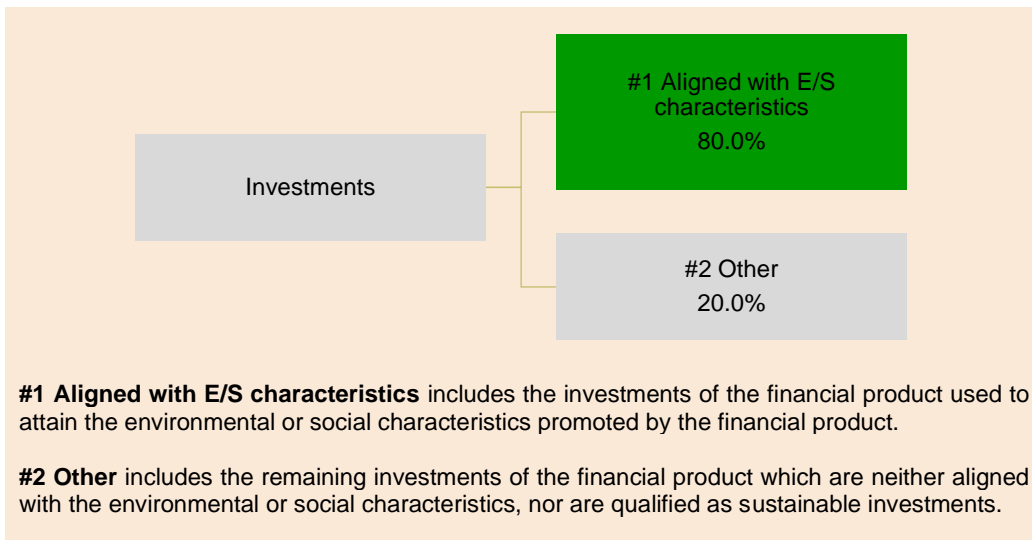 #1 Aligned with E/S
characteristics
80.0%
Investments
#2 Other
20.0%
#1 Aligned with E/S characteristics includes the investments of the financial product used to
attain the environmental or social characteristics promoted by the financial product.
#2 Other includes the remaining investments of the financial product which are neither aligned
with the environmental or social characteristics, nor are qualified as sustainable investments.